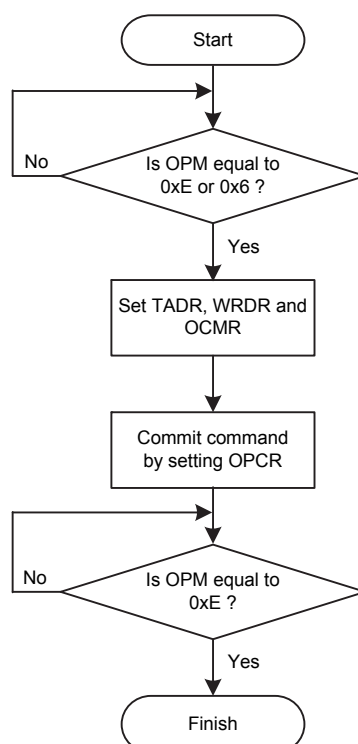 Start
Is OPM equal to
0xE or 0x6 ?
No
Yes
Set TADR, WRDR and
OCMR
Commit command
by setting OPCR
Is OPM equal to
0xE ?
No
Yes
Finish